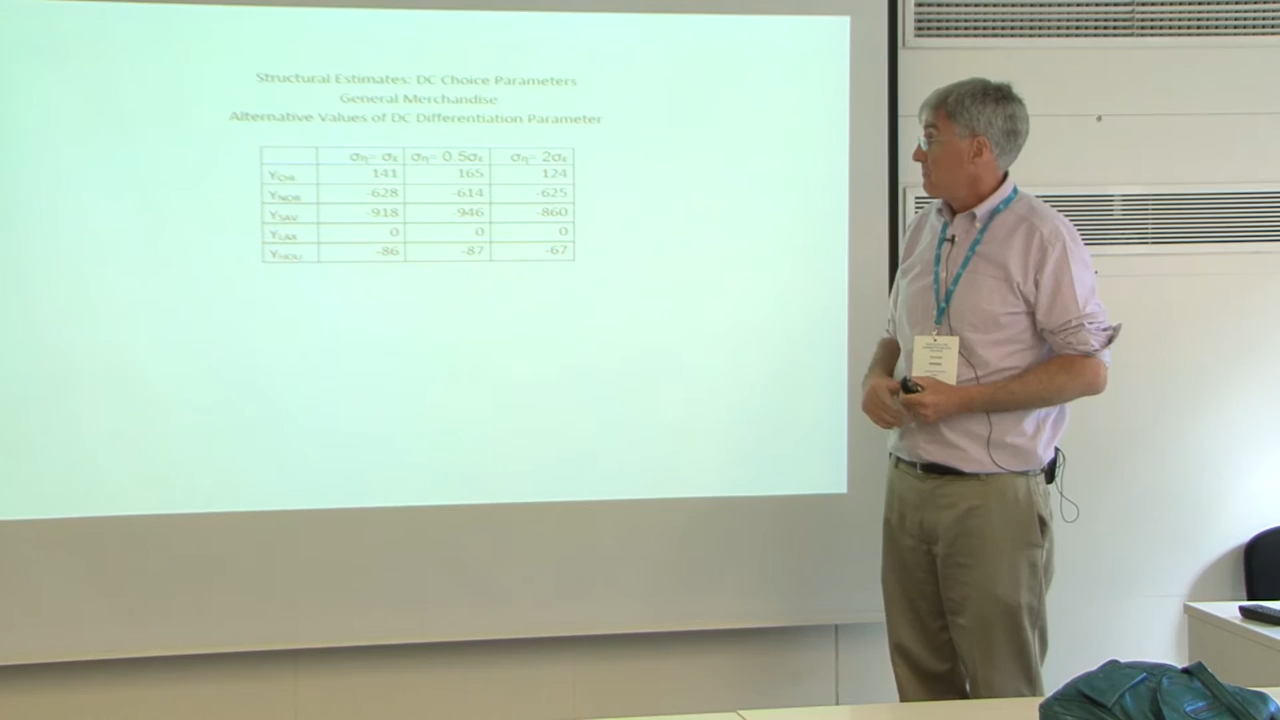 Structural Estimates: DC Choice Parameters
General Merchandise
Alternative Values of DC Differentiation Parameter
ση= σε ση= 0.5σε ση= 2σε
γCHI 141 165 124
γNOR -628 -614 -625
γSAV -918 -946 -860
γLAX 0 0 0
γHOU -86 -87 -67